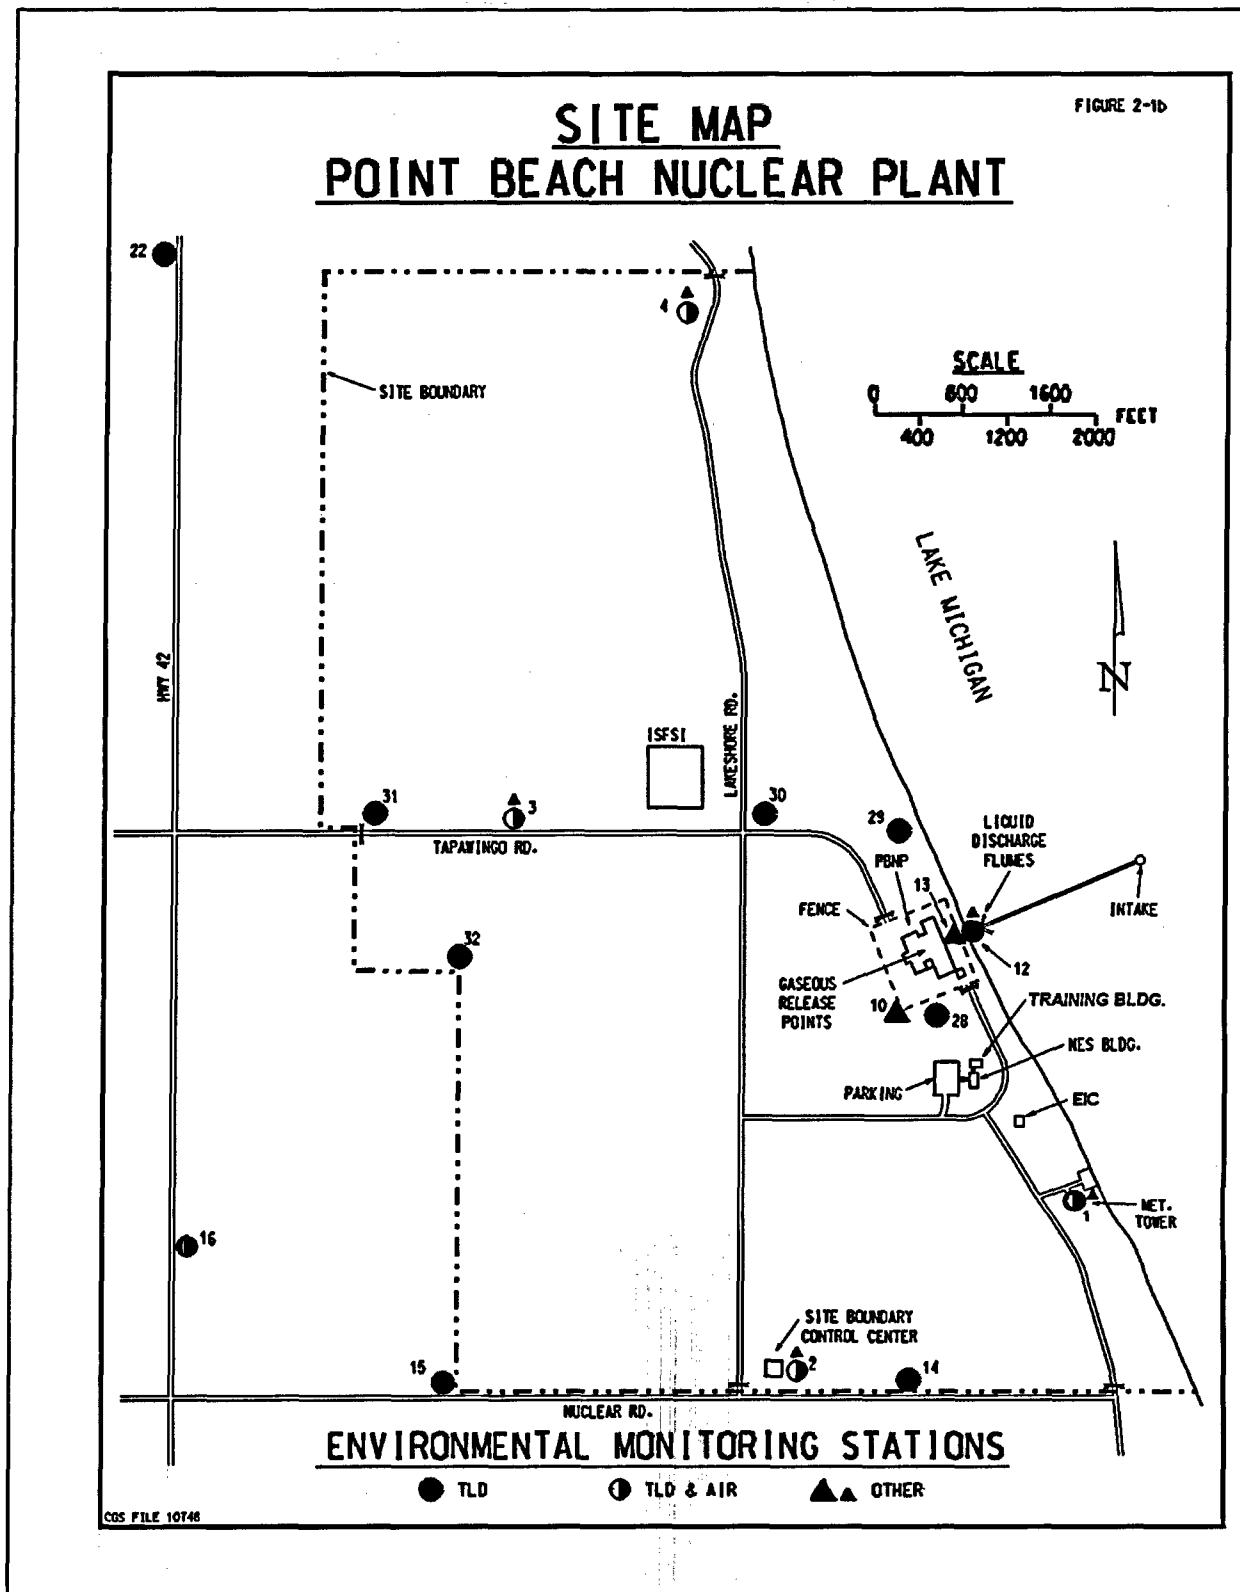 FIGURE 2-1b
SITE MAP
POINT BEACH NUCLEAR PLANT
22
4
SITE BOUNDARY
SCALE
0 800 1600
FEET
400 1200 2000
LAKE MICHIGAN
N
HWY 42
LAKESHORE RD.
ISFSI
31
3
30
29
TAPAWINGO RD.
LIQUID
DISCHARGE
FLUMES
PBNP
13
FENCE
INTAKE
32
12
GASEOUS
RELEASE
POINTS
10
28
TRAINING BLDG.
NES BLDG.
PARKING
EIC
1
MET.
TOWER
16
SITE BOUNDARY
CONTROL CENTER
15
2
14
NUCLEAR RD.
ENVIRONMENTAL MONITORING STATIONS
TLD
TLD & AIR
OTHER
CGS FILE 10746